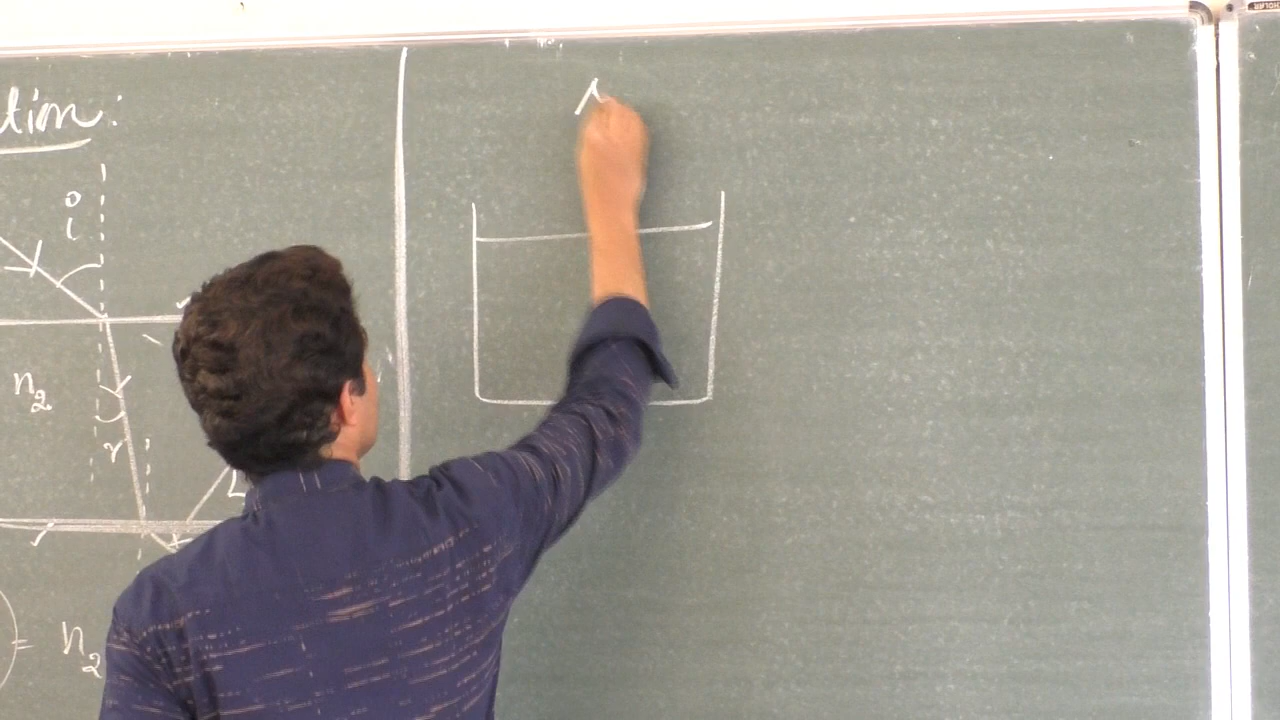 tion:
i
n₂
r
= n₂